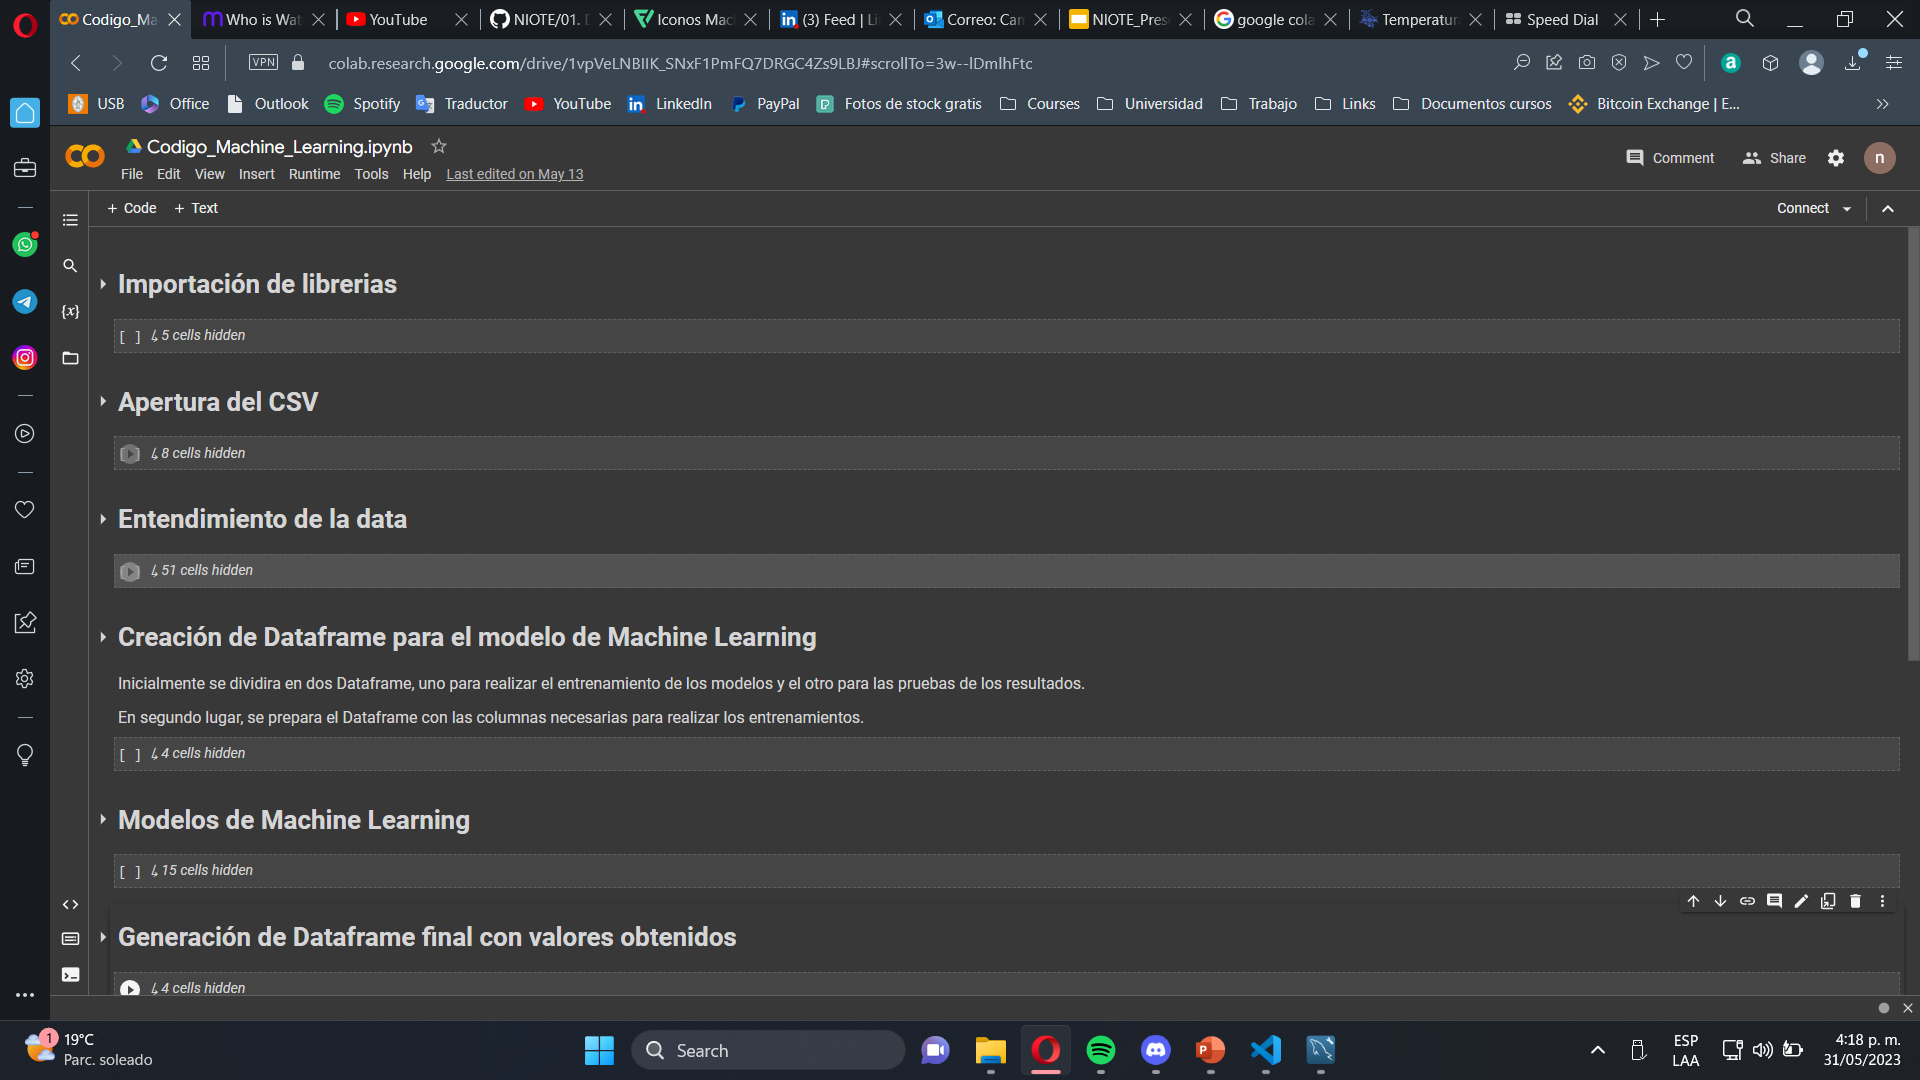 Codigo_Ma
Who is Wat
YouTube
NIOTE/01. D
Iconos Mac
(3) Feed | Li
Correo: Cam
NIOTE_Pres
google cola
Temperatur
Speed Dial
VPN
colab.research.google.com/drive/1vpVeLNBIIK_SNxF1PmFQ7DRGC4Zs9LBJ#scrollTo=3w--lDmlhFtc
USB
Office
Outlook
Spotify
Traductor
YouTube
LinkedIn
PayPal
Fotos de stock gratis
Courses
Universidad
Trabajo
Links
Documentos cursos
Bitcoin Exchange | E...
Codigo_Machine_Learning.ipynb
Comment
Share
n
File
Edit
View
Insert
Runtime
Tools
Help
Last edited on May 13
+ Code
+ Text
Connect
Importación de librerias
[ ] 5 cells hidden
Apertura del CSV
8 cells hidden
{x}
Entendimiento de la data
51 cells hidden
Creación de Dataframe para el modelo de Machine Learning
Inicialmente se dividira en dos Dataframe, uno para realizar el entrenamiento de los modelos y el otro para las pruebas de los resultados.
En segundo lugar, se prepara el Dataframe con las columnas necesarias para realizar los entrenamientos.
[ ] 4 cells hidden
Modelos de Machine Learning
[ ] 15 cells hidden
Generación de Dataframe final con valores obtenidos
4 cells hidden
1
19°C
Parc. soleado
Search
ESP
LAA
4:18 p. m.
31/05/2023